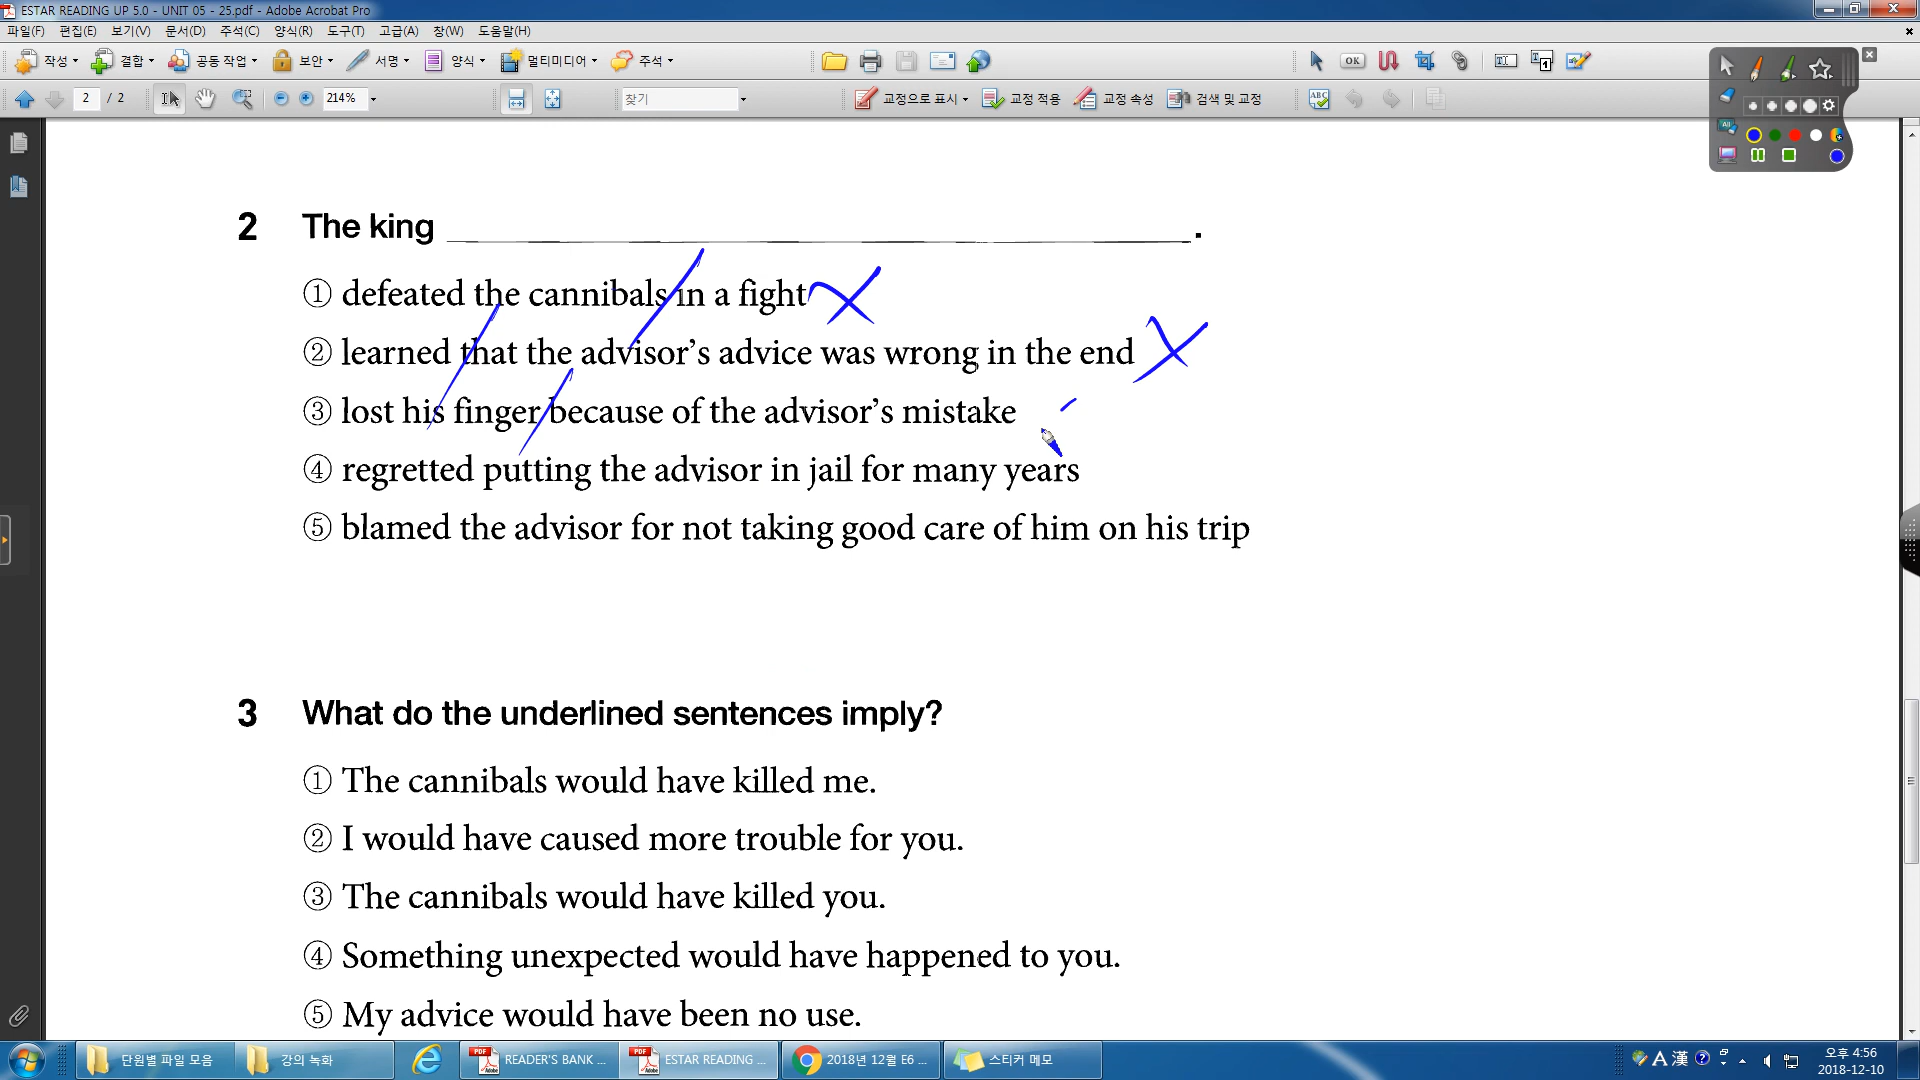 ESTAR READING UP 5.0 - UNIT 05 - 25.pdf - Adobe Acrobat Pro
파일(F) 편집(E) 보기(V) 문서(D) 주석(C) 양식(R) 도구(T) 고급(A) 창(W) 도움말(H)
작성 결합 공동 작업 보안 서명 양식 멀티미디어 주석 OK
2 / 2 214% 찾기 교정으로 표시 교정 적용 교정 속성 검색 및 교정 ABC
All
2 The king ______________________________.
① defeated the cannibals in a fight
② learned that the advisor’s advice was wrong in the end
③ lost his finger because of the advisor’s mistake
④ regretted putting the advisor in jail for many years
⑤ blamed the advisor for not taking good care of him on his trip
3 What do the underlined sentences imply?
① The cannibals would have killed me.
② I would have caused more trouble for you.
③ The cannibals would have killed you.
④ Something unexpected would have happened to you.
⑤ My advice would have been no use.
단원별 파일 모음 강의 녹화 READER'S BANK ... ESTAR READING ... 2018년 12월 E6 ... 스티커 메모 A 漢 오후 4:56
2018-12-10